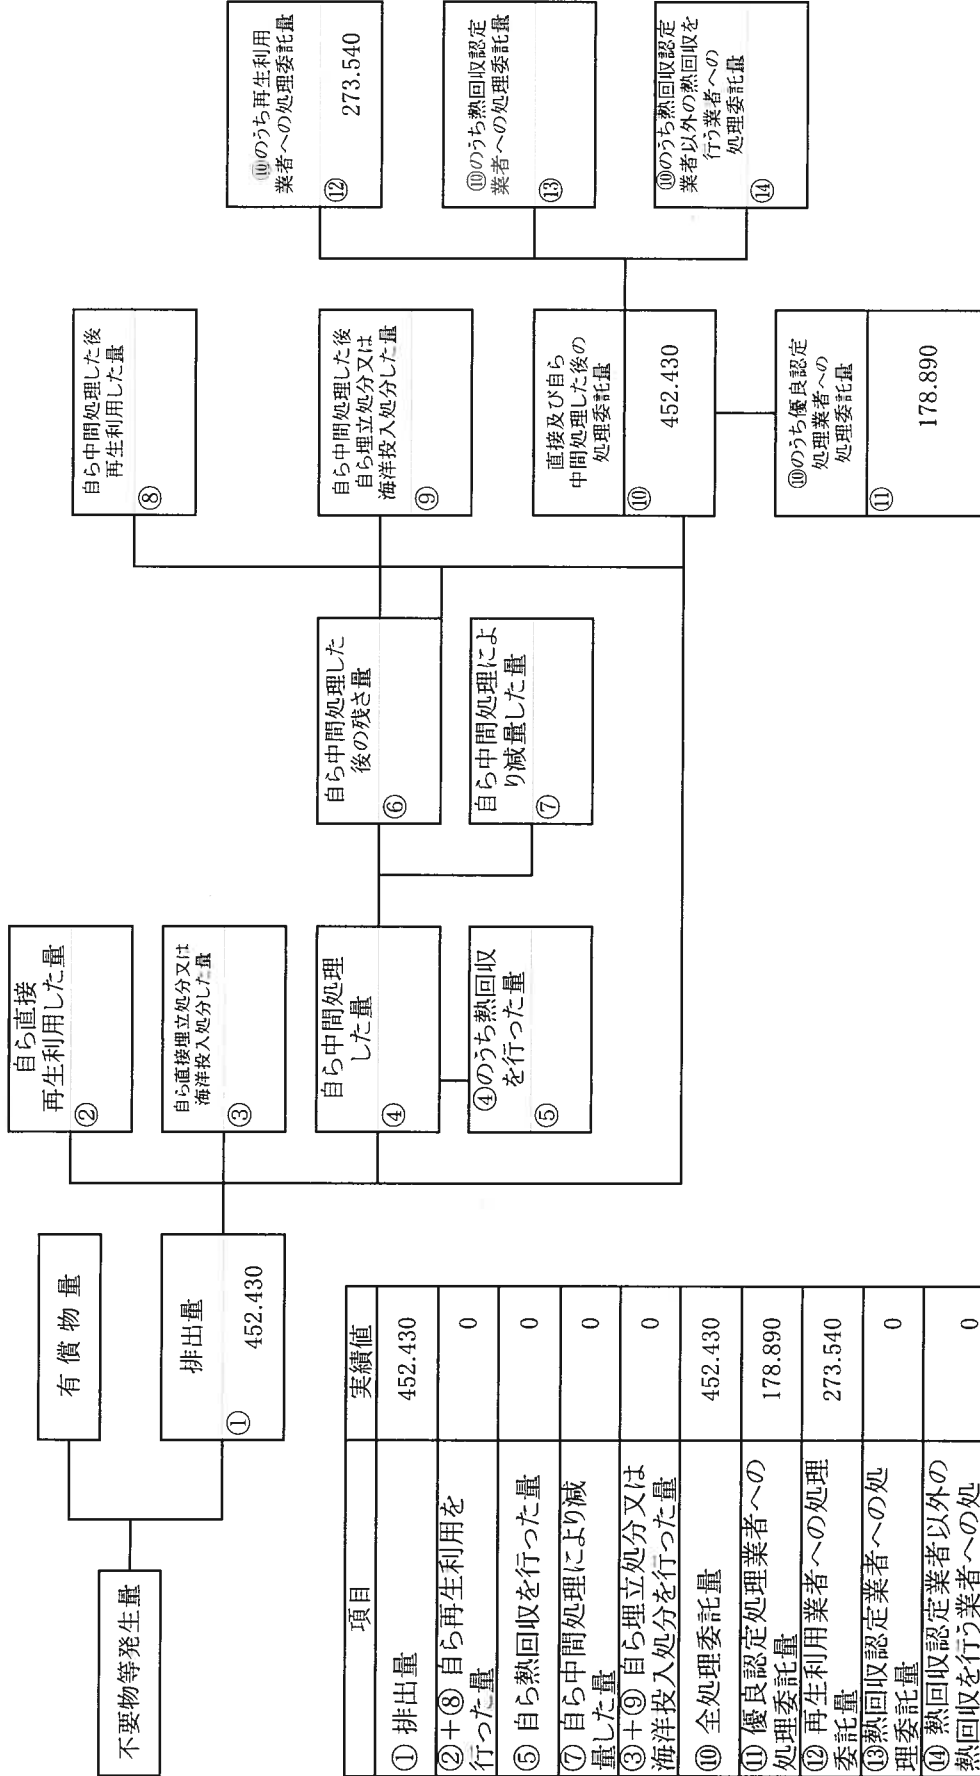 不要物等発生量
有償物量
排出量
①
452.430
自ら直接
再生利用した量
②
自ら直接埋立処分又は
海洋投入処分した量
③
自ら中間処理
した量
④
④のうち熱回収
を行った量
⑤
自ら中間処理した
後の残さ量
⑥
自ら中間処理によ
り減量した量
⑦
自ら中間処理した後
再生利用した量
⑧
自ら中間処理した後
自ら埋立処分又は
海洋投入処分した量
⑨
直接及び自ら
中間処理した後の
処理委託量
⑩
452.430
⑩のうち優良認定
処理業者への
処理委託量
⑪
178.890
⑩のうち再生利用
業者への処理委託量
⑫
273.540
⑩のうち熱回収認定
業者への処理委託量
⑬
⑩のうち熱回収認定
業者以外の熱回収を
行う業者への
処理委託量
⑭
項目 実績値
① 排出量 452.430
②+⑧ 自ら再生利用を
行った量 0
⑤ 自ら熱回収を行った量 0
⑦ 自ら中間処理により減
量した量 0
③+⑨ 自ら埋立処分又は
海洋投入処分を行った量 0
⑩ 全処理委託量 452.430
⑪ 優良認定処理業者への
処理委託量 178.890
⑫ 再生利用業者への処理
委託量 273.540
⑬熱回収認定業者への処
理委託量 0
⑭ 熱回収認定業者以外の
熱回収を行う業者への処 0